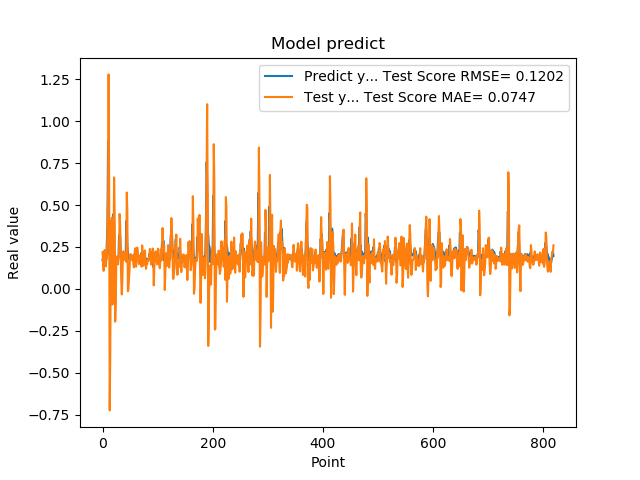 Model predict
Predict y... Test Score RMSE= 0.1202
Test y... Test Score MAE= 0.0747
1.25
1.00
0.75
0.50
0.25
0.00
−0.25
−0.50
−0.75
Real value
0 200 400 600 800
Point